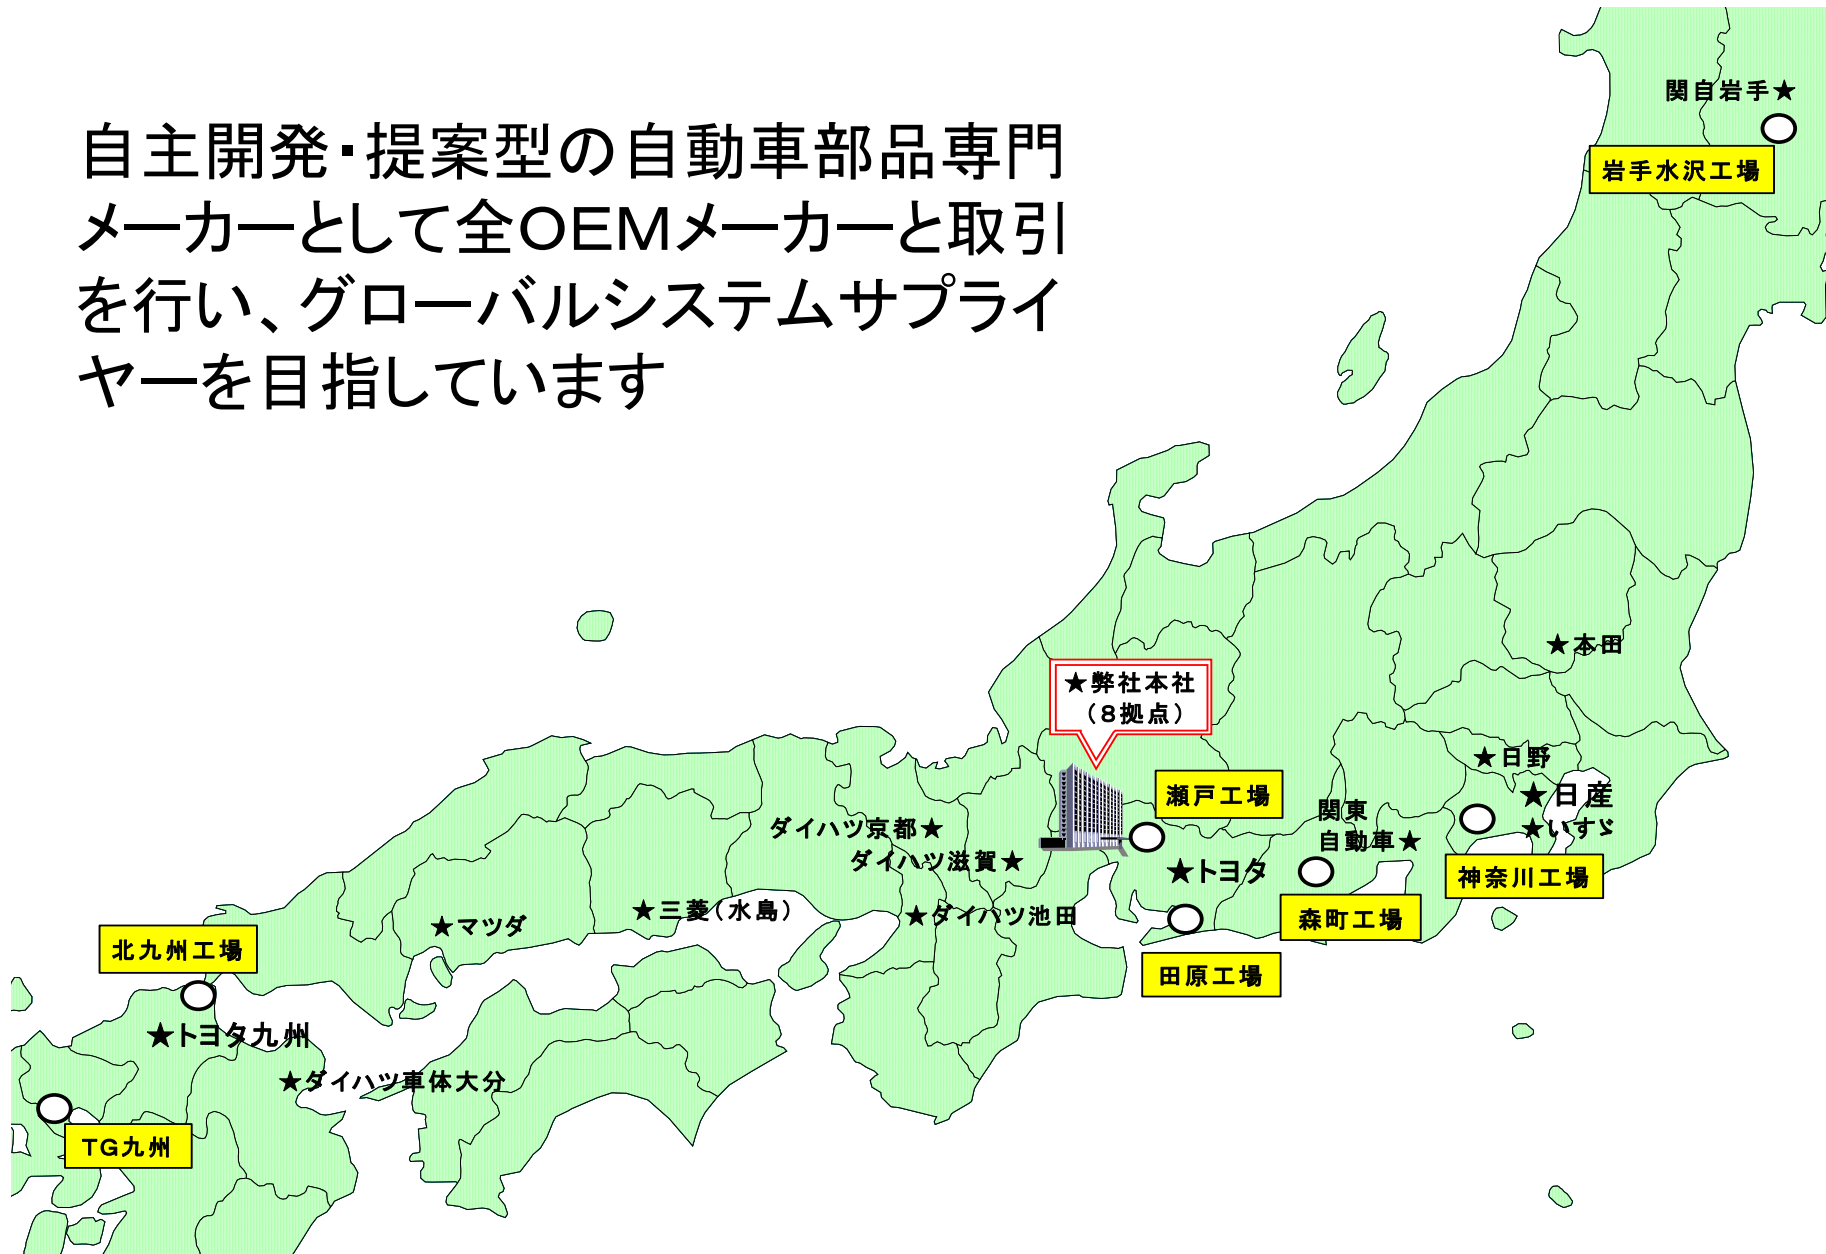 自主開発・提案型の自動車部品専門
メーカーとして全OEMメーカーと取引
を行い、グローバルシステムサプライ
ヤーを目指しています
関自岩手★
岩手水沢工場
★本田
★弊社本社
（8拠点）
★日野
瀬戸工場
★日産
関東
自動車★
★いすゞ
ダイハツ京都★
ダイハツ滋賀★
★トヨタ
神奈川工場
★三菱(水島)
★ダイハツ池田
森町工場
★マツダ
北九州工場
田原工場
★トヨタ九州
★ダイハツ車体大分
TG九州